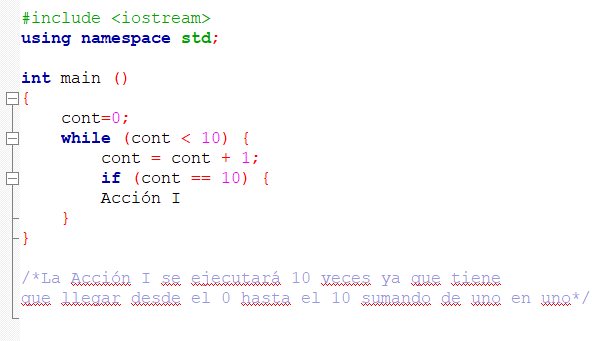 #include <iostream>
using namespace std;
int main ()
{
cont=0;
while (cont < 10) {
cont = cont + 1;
if (cont == 10) {
Acción I
}
}
/*La Acción I se ejecutará 10 veces ya que tiene
que llegar desde el 0 hasta el 10 sumando de uno en uno*/